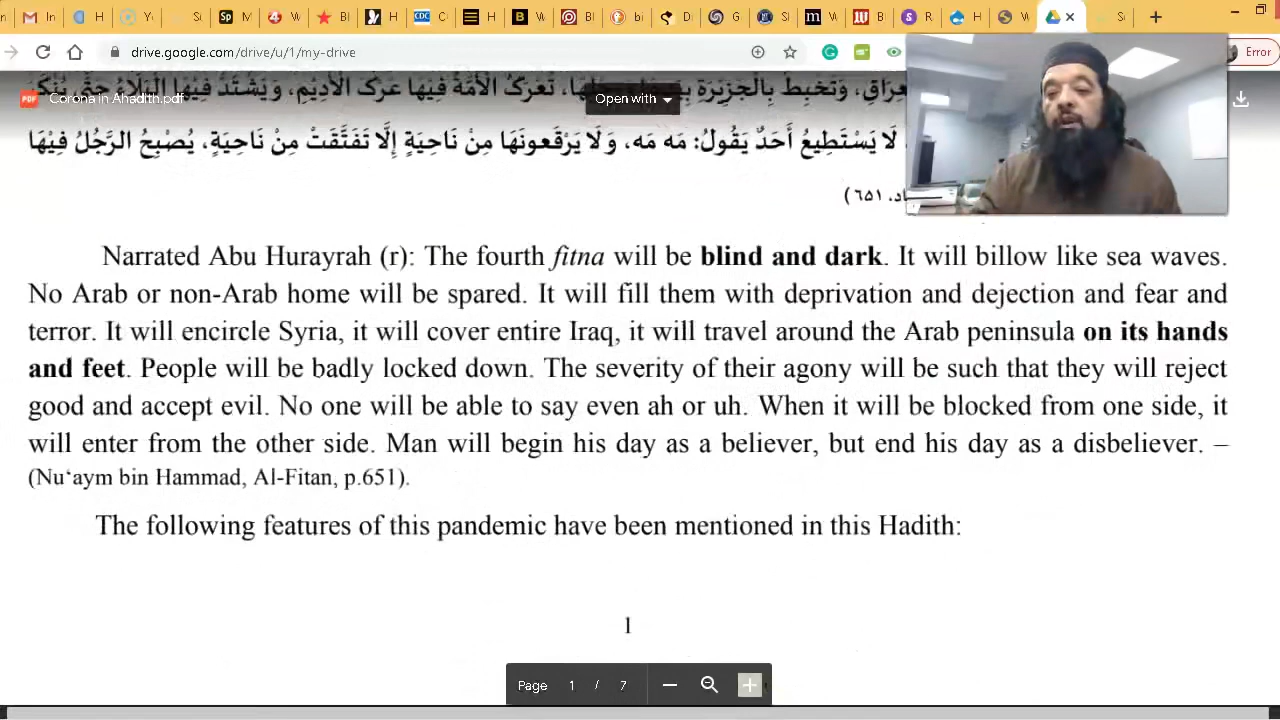 drive.google.com/drive/u/1/my-drive
Error
Corona in Ahadith.pdf
Open with
وَتَخْبِطُ بِالْجَزِيْرَةِ
تَعْرَكُ الْأُمَّةُ فِيْهَا عَرَكَ الْأَدِيْمِ، وَيَشْتَدُّ فِيْهَا الْبَلَاءُ حَتَّى
لَا يَسْتَطِيعُ أَحَدٌ يَقُولُ: مَه مَه، وَلَا يَرْقَعونَهَا مِنْ نَاحِيَةٍ إِلَّا تَفَتَّقَتْ مِنْ نَاحِيَةٍ، يُصْبِحُ الرَّجُلُ فِيْهَا
٦٥١)
Narrated Abu Hurayrah (r): The fourth fitna will be blind and dark. It will billow like sea waves.
No Arab or non-Arab home will be spared. It will fill them with deprivation and dejection and fear and
terror. It will encircle Syria, it will cover entire Iraq, it will travel around the Arab peninsula on its hands
and feet. People will be badly locked down. The severity of their agony will be such that they will reject
good and accept evil. No one will be able to say even ah or uh. When it will be blocked from one side, it
will enter from the other side. Man will begin his day as a believer, but end his day as a disbeliever. –
(Nu‘aym bin Hammad, Al-Fitan, p.651).
The following features of this pandemic have been mentioned in this Hadith:
1
Page 1 / 7